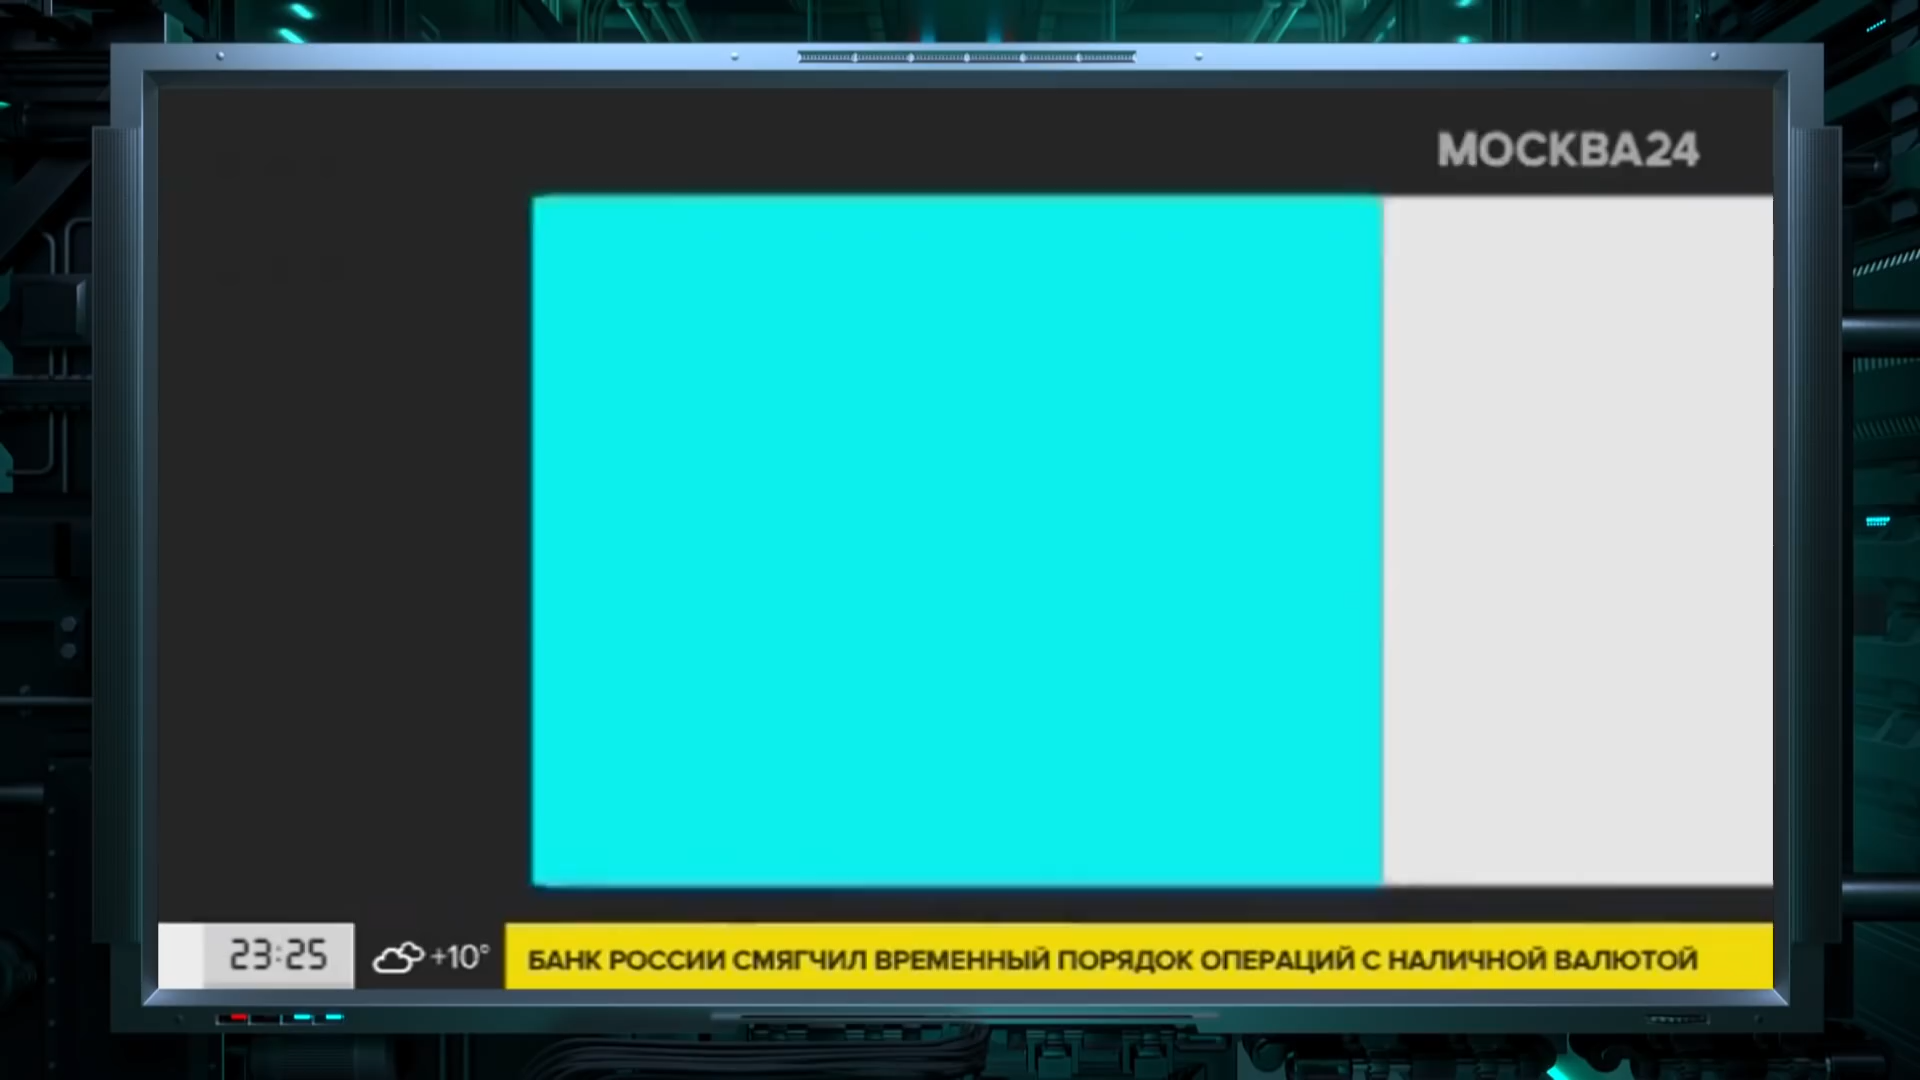 МОСКВА24
23:25
+10°
БАНК РОССИИ СМЯГЧИЛ ВРЕМЕННЫЙ ПОРЯДОК ОПЕРАЦИЙ С НАЛИЧНОЙ ВАЛЮТОЙ